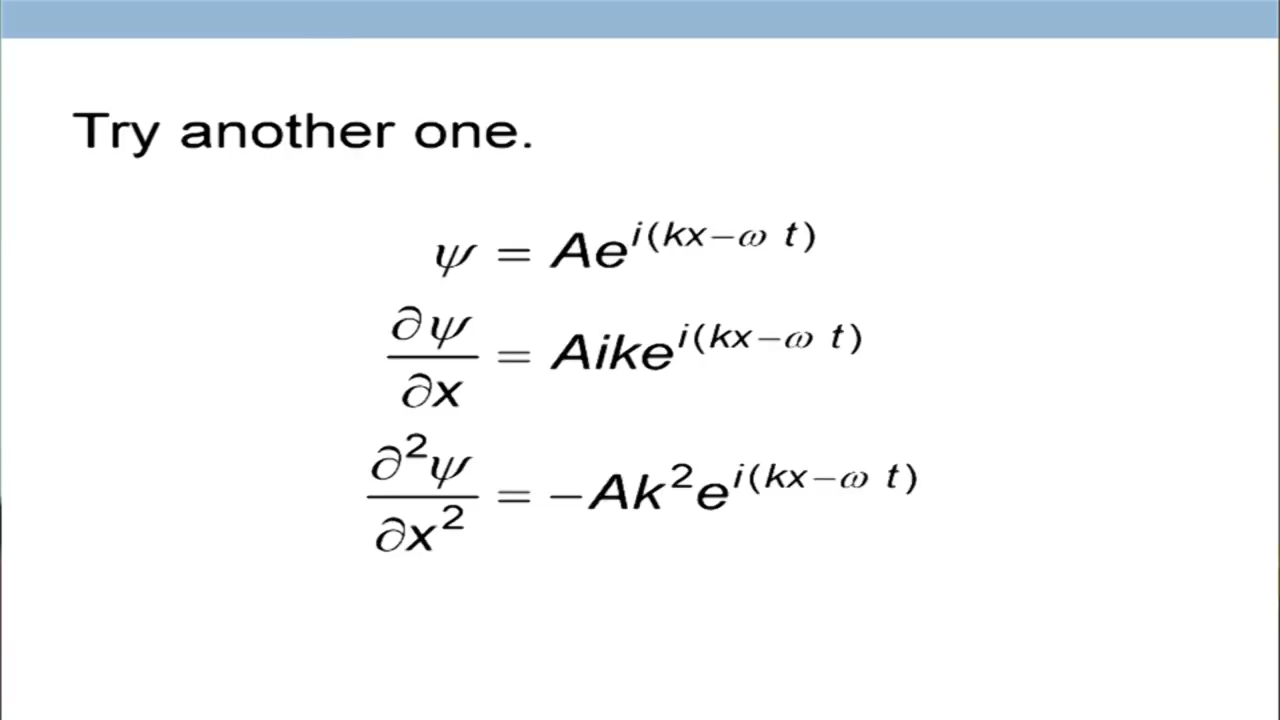 Try another one.
ψ = Ae^{i(kx−ω t)}
∂ψ/∂x = Aike^{i(kx−ω t)}
∂²ψ/∂x² = −Ak²e^{i(kx−ω t)}